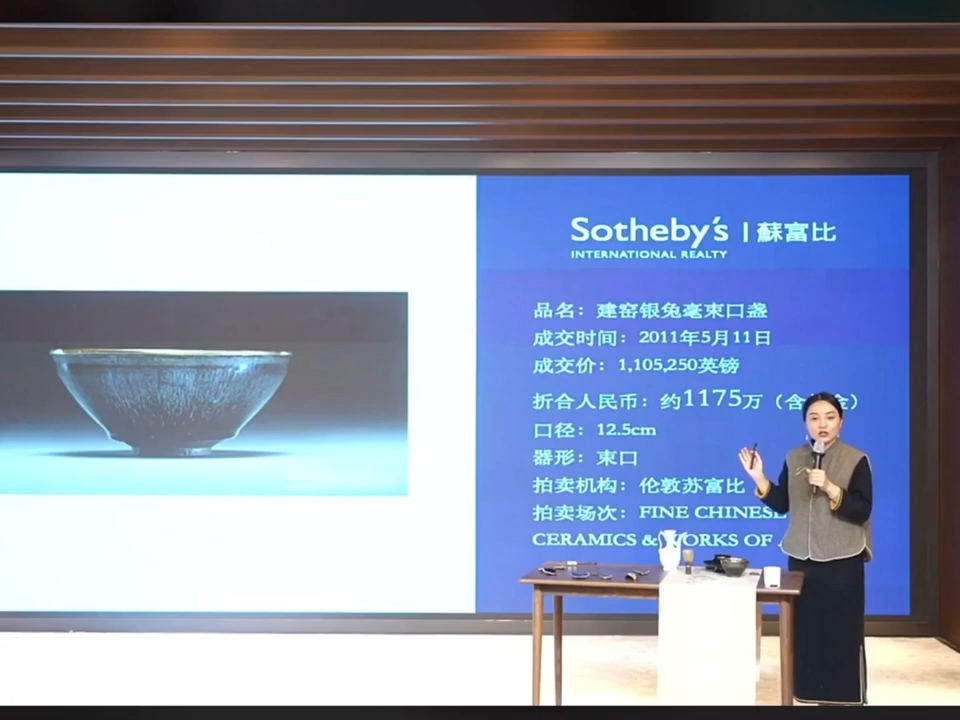 Sotheby's | 蘇富比
INTERNATIONAL REALTY
品名：建窑银兔毫束口盏
成交时间：2011年5月11日
成交价：1,105,250英镑
折合人民币：约1175万（含金）
口径：12.5cm
器形：束口
拍卖机构：伦敦苏富比
拍卖场次：FINE CHINESE
CERAMICS & WORKS OF